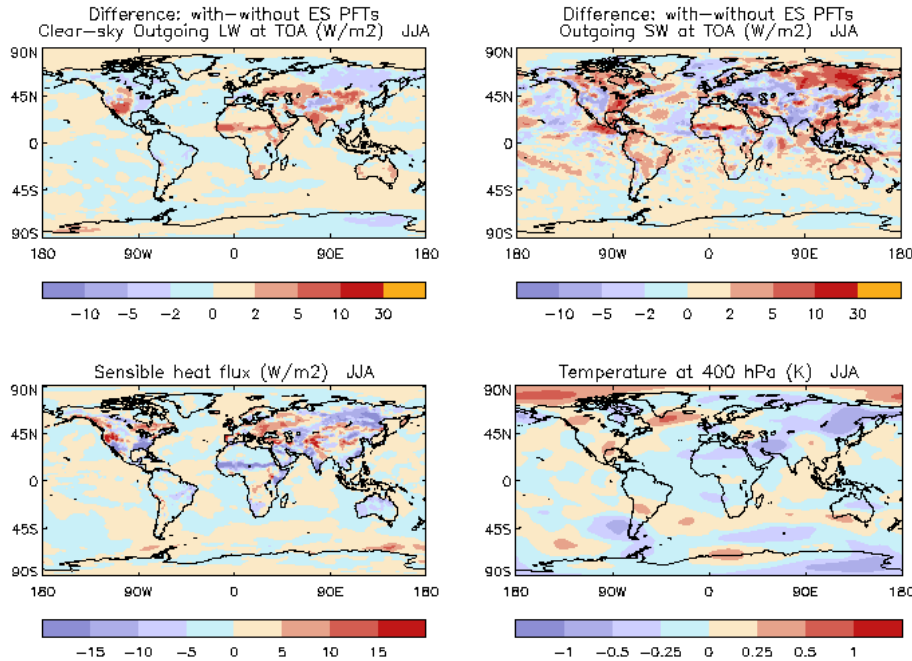 Difference: with-without ES PFTs
Clear-sky Outgoing LW at TOA (W/m2) JJA
90N
45N
0
45S
90S
180 90W 0 90E 180
-10 -5 -2 0 2 5 10 30
Difference: with-without ES PFTs
Outgoing SW at TOA (W/m2) JJA
90N
45N
0
45S
90S
180 90W 0 90E 180
-10 -5 -2 0 2 5 10 30
Sensible heat flux (W/m2) JJA
90N
45N
0
45S
90S
180 90W 0 90E 180
-15 -10 -5 0 5 10 15
Temperature at 400 hPa (K) JJA
90N
45N
0
45S
90S
180 90W 0 90E 180
-1 -0.5 -0.25 0 0.25 0.5 1